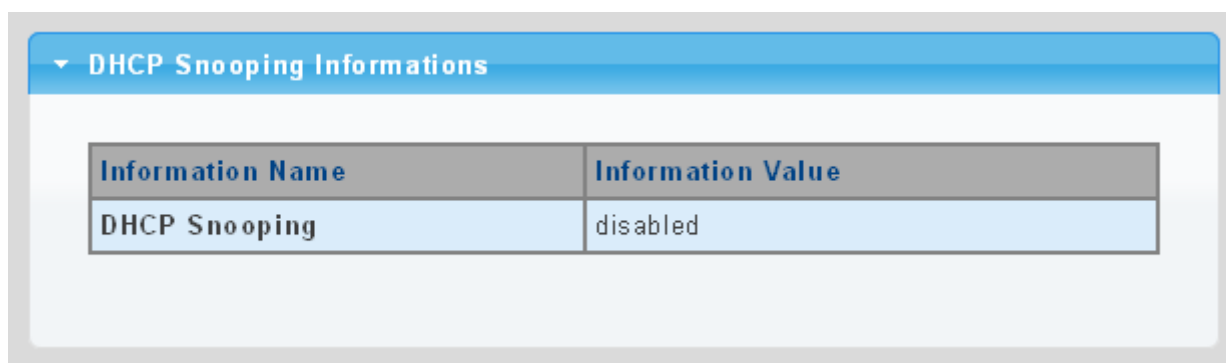 DHCP Snooping Informations
Information Name Information Value
DHCP Snooping disabled